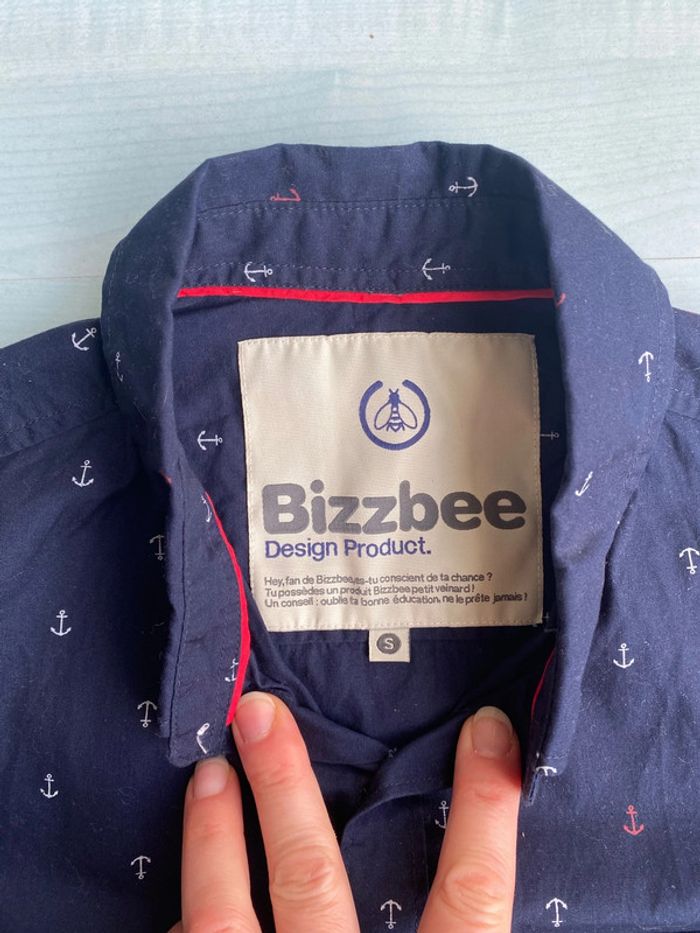 Bizzbee
Design Product.
Hey, fan de Bizzbee, es-tu conscient de ta chance ?
Tu possèdes un produit Bizzbee petit veinard !
Un conseil : oublie ta bonne éducation, ne le prête jamais !
S